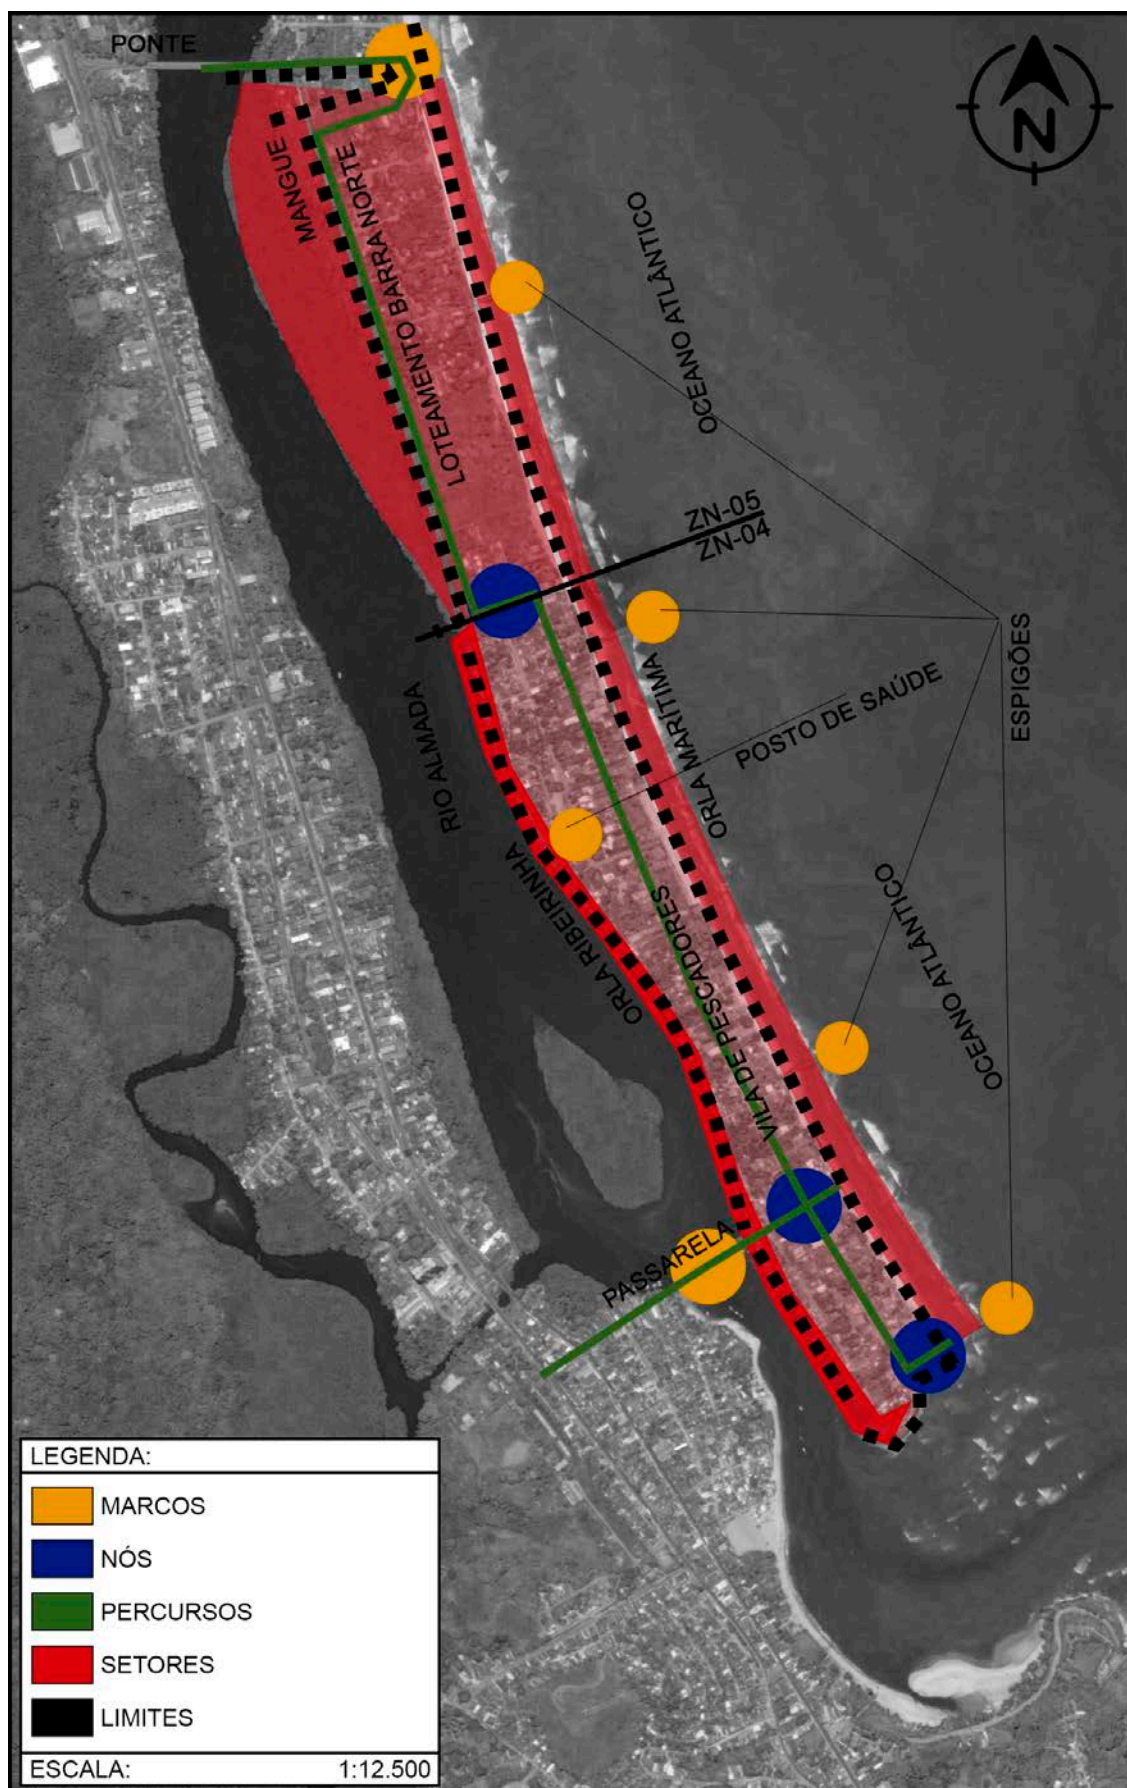 PONTE
N
MANGUE
LOTEAMENTO BARRA NORTE
OCEANO ATLÂNTICO
ZN-05
ZN-04
ESPIGÕES
RIO ALMADA
ORLA MARÍTIMA
POSTO DE SAÚDE
ORLA RIBEIRINHA
VILA DE PESCADORES
OCEANO ATLÂNTICO
PASSARELA
LEGENDA:
MARCOS
NÓS
PERCURSOS
SETORES
LIMITES
ESCALA: 1:12.500